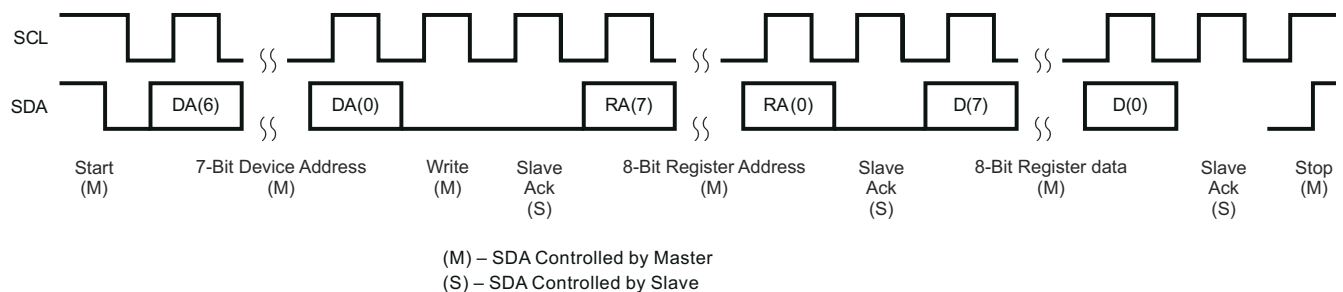 SCL
SDA
DA(6)
DA(0)
RA(7)
RA(0)
D(7)
D(0)
Start
(M)
7-Bit Device Address
(M)
Write
(M)
Slave
Ack
(S)
8-Bit Register Address
(M)
Slave
Ack
(S)
8-Bit Register data
(M)
Slave
Ack
(S)
Stop
(M)
(M) – SDA Controlled by Master
(S) – SDA Controlled by Slave